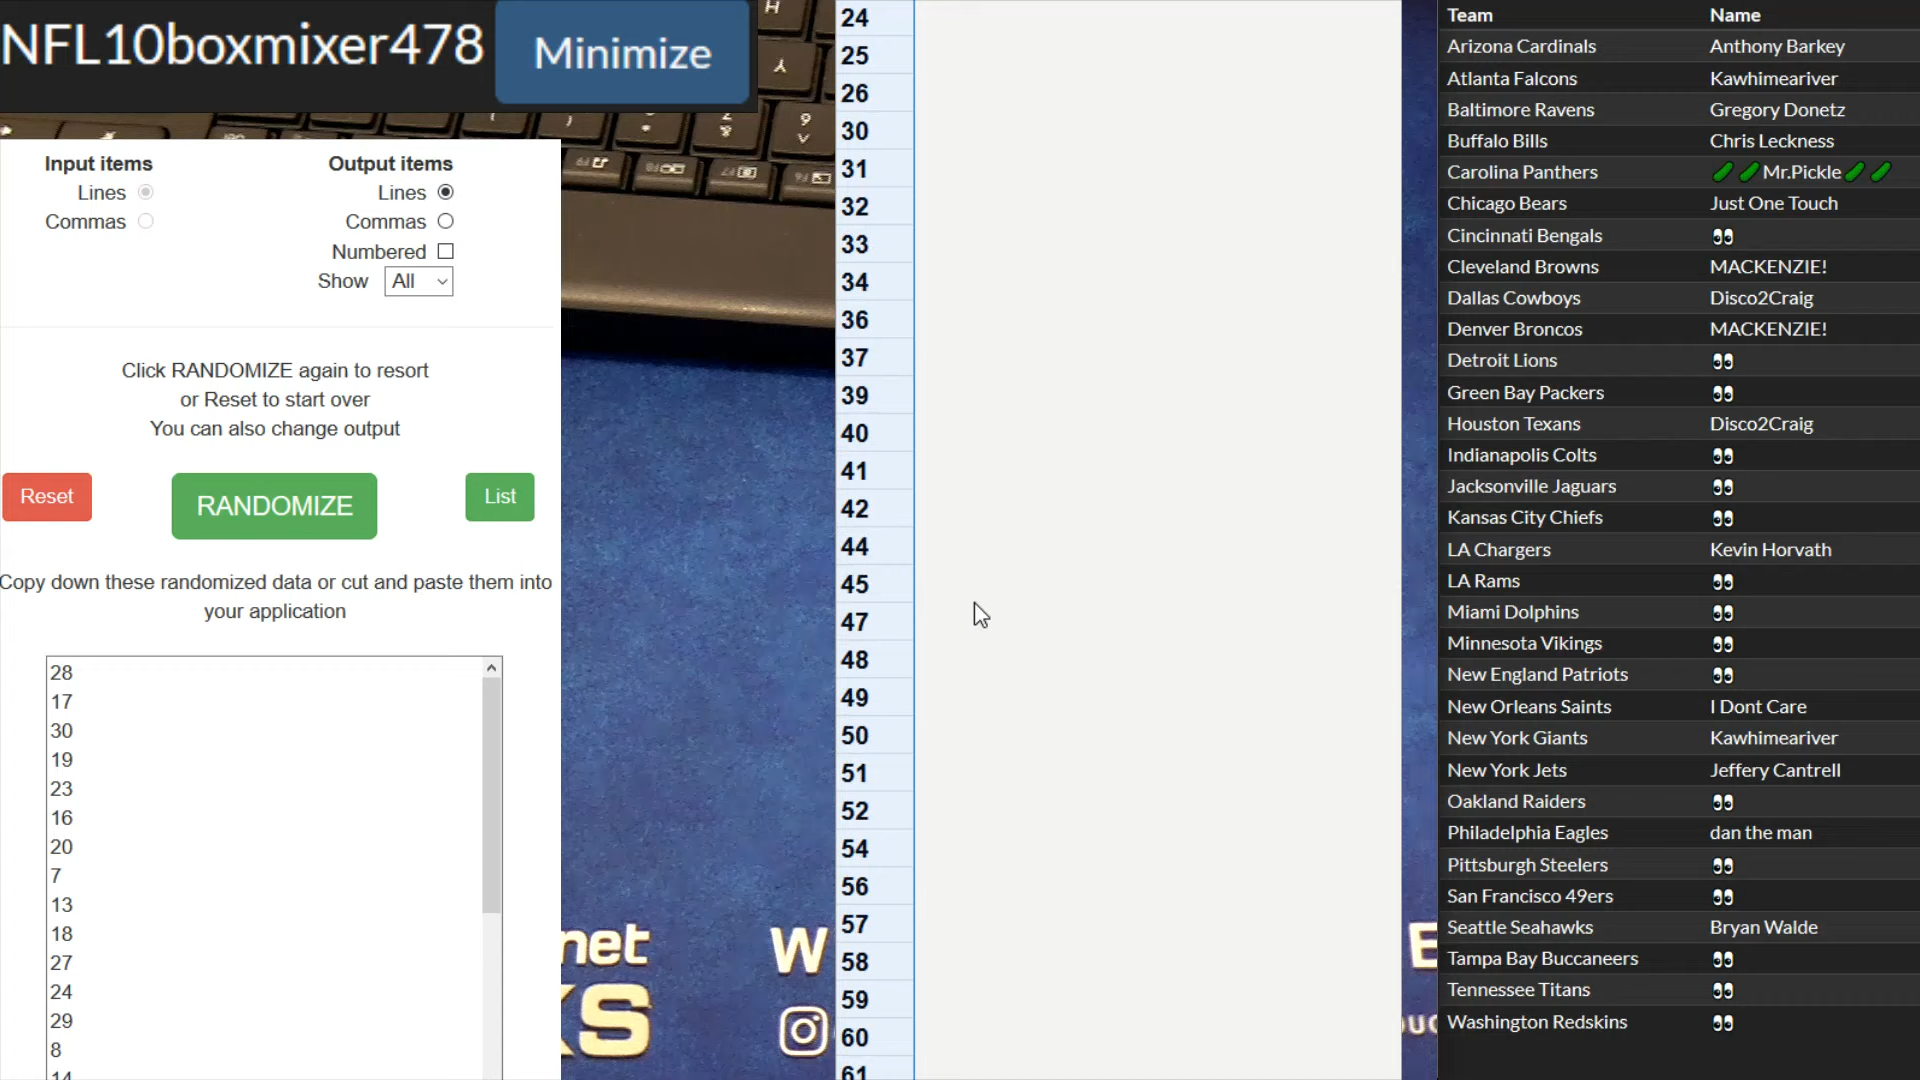 NFL10boxmixer478
Minimize
Input items
Lines
Commas
Output items
Lines
Commas
Numbered
Show All
Click RANDOMIZE again to resort
or Reset to start over
You can also change output
Reset
RANDOMIZE
List
Copy down these randomized data or cut and paste them into
your application
28
17
30
19
23
16
20
7
13
18
27
24
29
8
14
net
KS
W
24
25
26
30
31
32
33
34
36
37
39
40
41
42
44
45
47
48
49
50
51
52
54
56
57
58
59
60
61
E
Team Name
Arizona Cardinals Anthony Barkey
Atlanta Falcons Kawhimeariver
Baltimore Ravens Gregory Donetz
Buffalo Bills Chris Leckness
Carolina Panthers 🥒🥒Mr.Pickle🥒🥒
Chicago Bears Just One Touch
Cincinnati Bengals 👀
Cleveland Browns MACKENZIE!
Dallas Cowboys Disco2Craig
Denver Broncos MACKENZIE!
Detroit Lions 👀
Green Bay Packers 👀
Houston Texans Disco2Craig
Indianapolis Colts 👀
Jacksonville Jaguars 👀
Kansas City Chiefs 👀
LA Chargers Kevin Horvath
LA Rams 👀
Miami Dolphins 👀
Minnesota Vikings 👀
New England Patriots 👀
New Orleans Saints I Dont Care
New York Giants Kawhimeariver
New York Jets Jeffery Cantrell
Oakland Raiders 👀
Philadelphia Eagles dan the man
Pittsburgh Steelers 👀
San Francisco 49ers 👀
Seattle Seahawks Bryan Walde
Tampa Bay Buccaneers 👀
Tennessee Titans 👀
Washington Redskins 👀